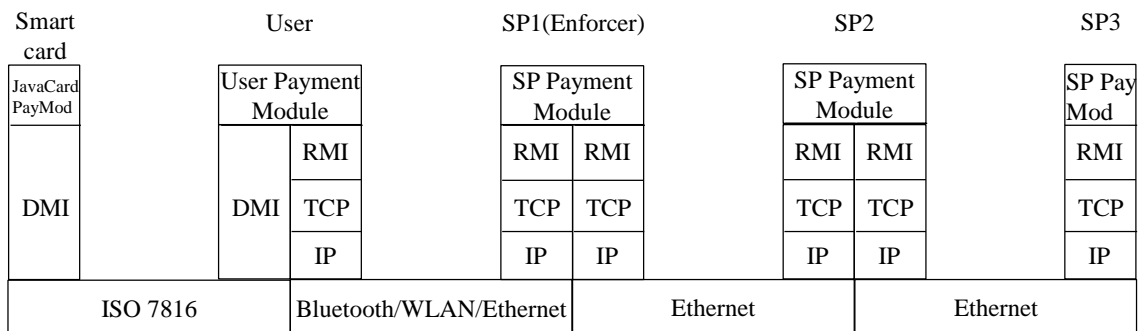 Smart
card
User
SP1(Enforcer)
SP2
SP3
JavaCard
PayMod
User Payment
Module
SP Payment
Module
SP Payment
Module
SP Pay
Mod
RMI
RMI
RMI
RMI
RMI
RMI
DMI
DMI
TCP
TCP
TCP
TCP
TCP
TCP
IP
IP
IP
IP
IP
IP
ISO 7816
Bluetooth/WLAN/Ethernet
Ethernet
Ethernet